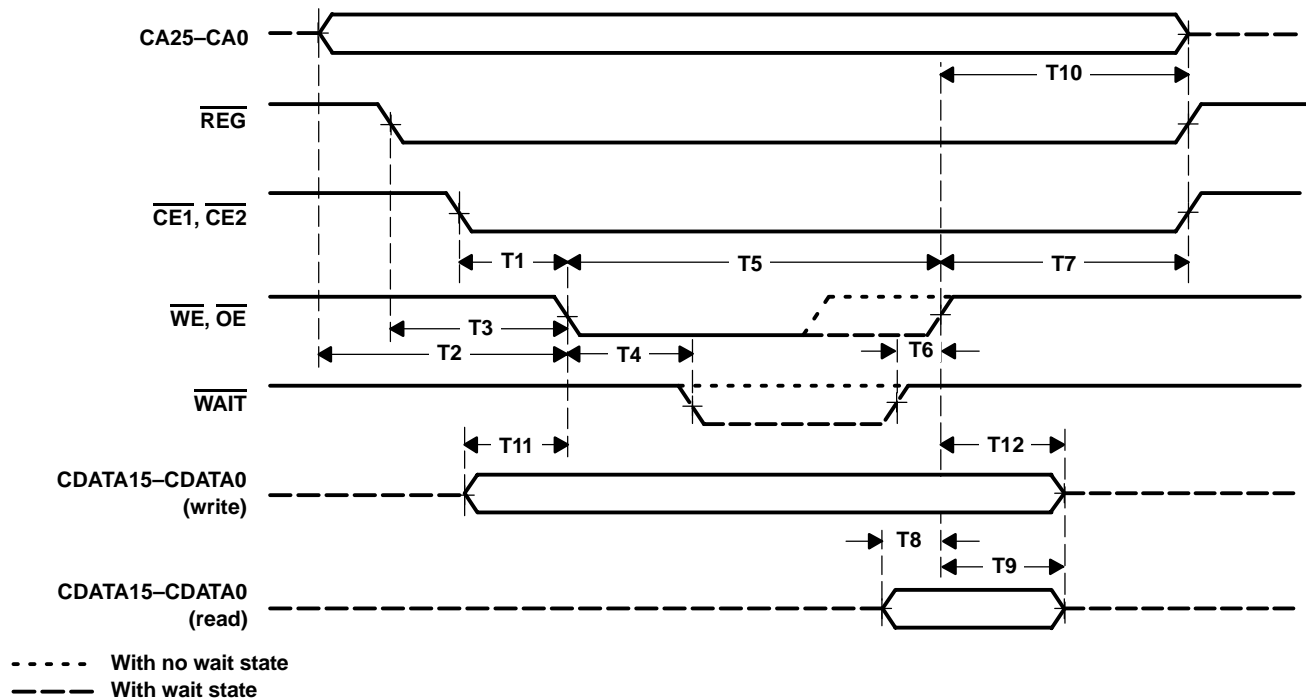 CA25–CA0
T10
REG
CE1, CE2
T1
T5
T7
WE, OE
T3
T6
T2
T4
WAIT
T11
T12
CDATA15–CDATA0
(write)
T8
T9
CDATA15–CDATA0
(read)
With no wait state
With wait state